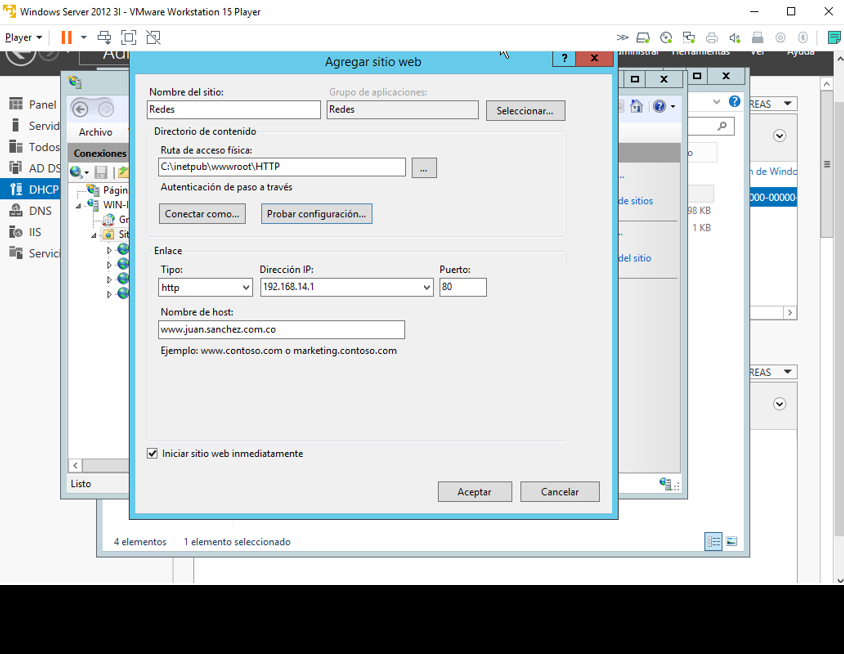 Windows Server 2012 3I - VMware Workstation 15 Player
Player
Agregar sitio web
?
X
Nombre del sitio:
Grupo de aplicaciones:
Redes
Redes
Seleccionar...
Directorio de contenido
Ruta de acceso física:
C:\inetpub\wwwroot\HTTP
...
Autenticación de paso a través
Conectar como...
Probar configuración...
Enlace
Tipo:
Dirección IP:
Puerto:
http
192.168.14.1
80
Nombre de host:
www.juan.sanchez.com.co
Ejemplo: www.contoso.com o marketing.contoso.com
Iniciar sitio web inmediatamente
Aceptar
Cancelar
Panel
Servid
Todos
AD DS
DHCP
DNS
IIS
Servici
Archivo
Conexiones
Págin
WIN-I
Gr
Sit
Listo
4 elementos
1 elemento seleccionado
Herramientas
Ver
Ayuda
REAS
n de Windo
000-00000-
de sitios
98 KB
1 KB
del sitio
REAS